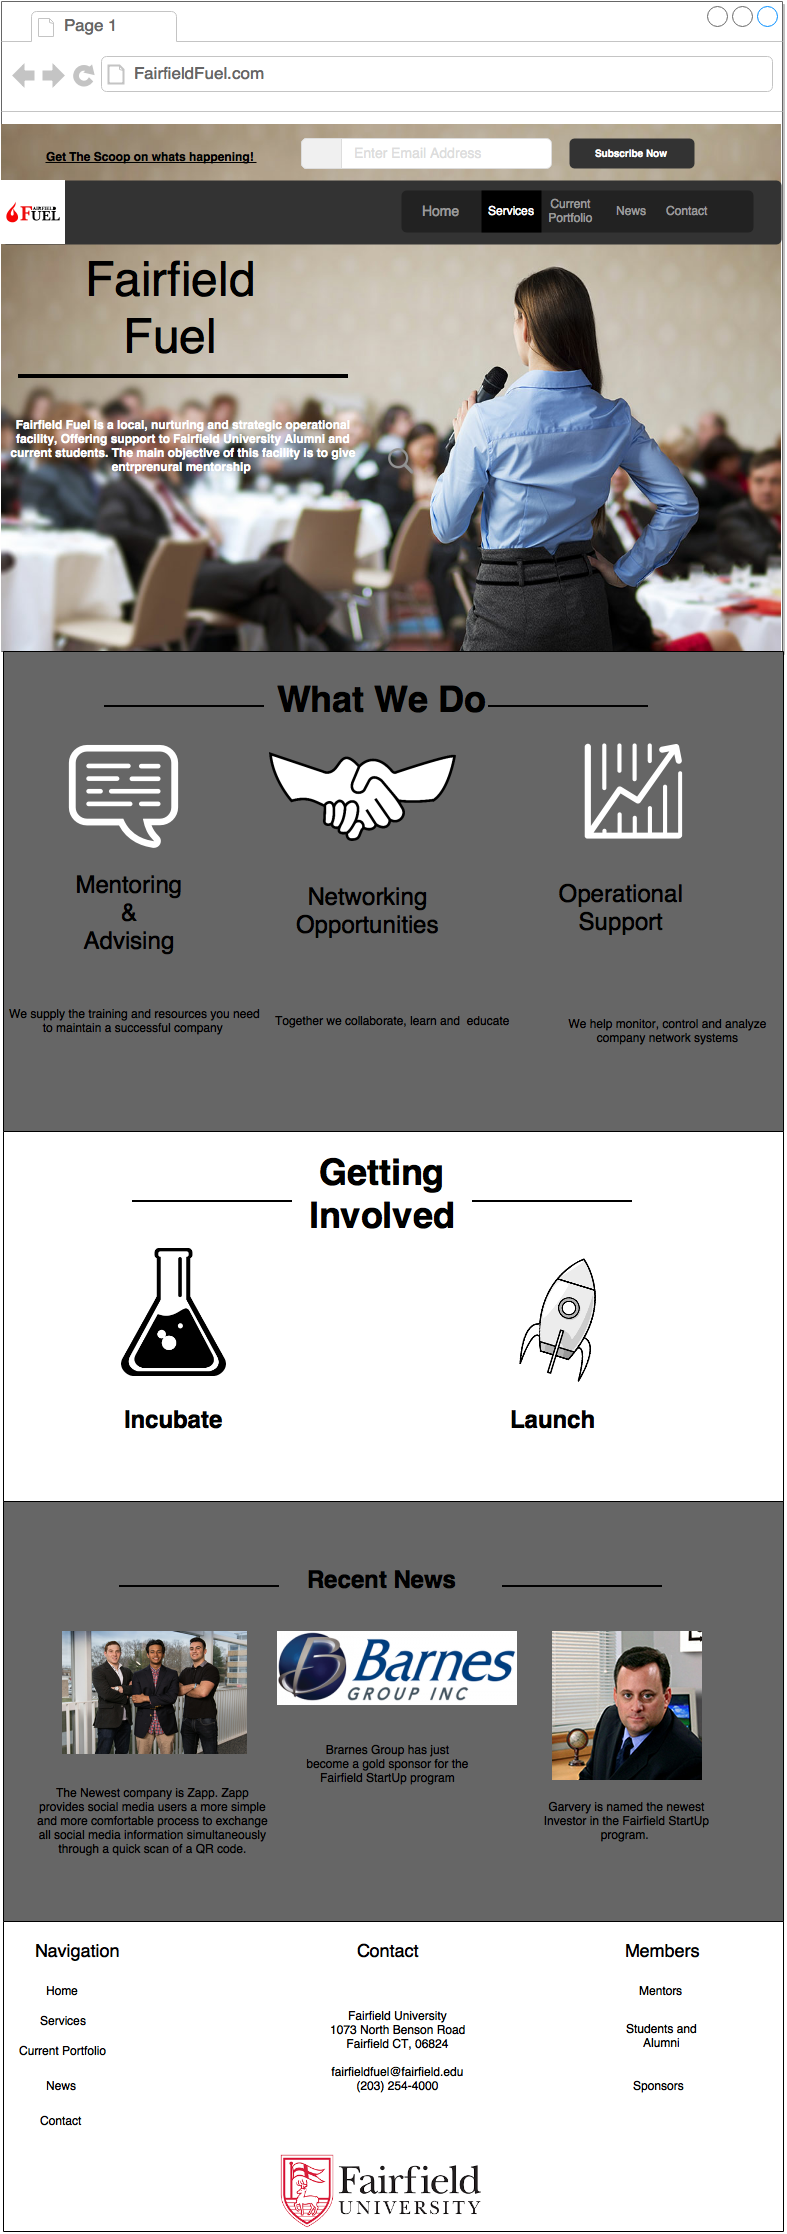 Page 1
FairfieldFuel.com
Get The Scoop on whats happening!
Enter Email Address
Subscribe Now
FAIRFIELD
FUEL
Home
Services
Current
Portfolio
News
Contact
Fairfield
Fuel
Fairfield Fuel is a local, nurturing and strategic operational
facility, Offering support to Fairfield University Alumni and
current students. The main objective of this facility is to give
entrprenural mentorship
What We Do
Mentoring
&
Advising
Networking
Opportunities
Operational
Support
We supply the training and resources you need
to maintain a successful company
Together we collaborate, learn and educate
We help monitor, control and analyze
company network systems
Getting
Involved
Incubate
Launch
Recent News
Barnes
GROUP INC
The Newest company is Zapp. Zapp
provides social media users a more simple
and more comfortable process to exchange
all social media information simultaneously
through a quick scan of a QR code.
Brarnes Group has just
become a gold sponsor for the
Fairfield StartUp program
Garvery is named the newest
Investor in the Fairfield StartUp
program.
Navigation
Home
Services
Current Portfolio
News
Contact
Contact
Fairfield University
1073 North Benson Road
Fairfield CT, 06824
fairfieldfuel@fairfield.edu
(203) 254-4000
Members
Mentors
Students and
Alumni
Sponsors
Fairfield
UNIVERSITY